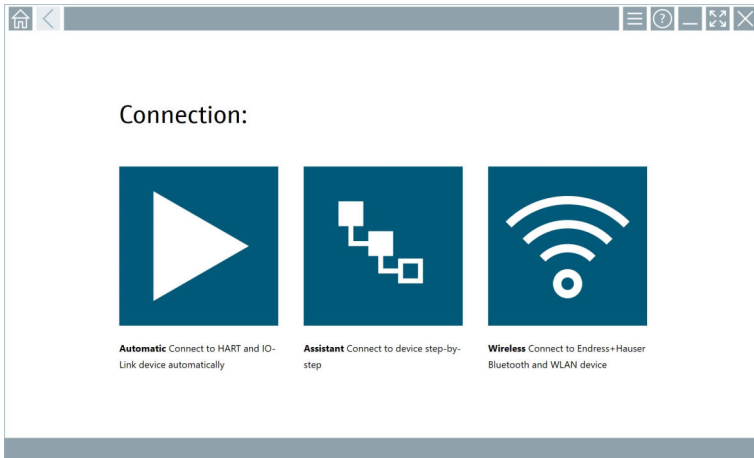 Connection:
Automatic Connect to HART and IO-
Link device automatically
Assistant Connect to device step-by-
step
Wireless Connect to Endress+Hauser
Bluetooth and WLAN device